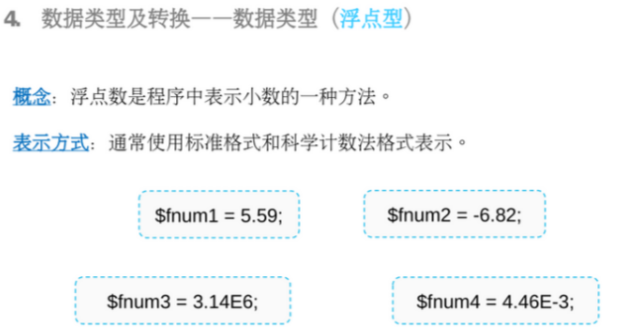 4. 数据类型及转换——数据类型（浮点型）
概念：浮点数是程序中表示小数的一种方法。
表示方式：通常使用标准格式和科学计数法格式表示。
$fnum1 = 5.59;
$fnum2 = -6.82;
$fnum3 = 3.14E6;
$fnum4 = 4.46E-3;